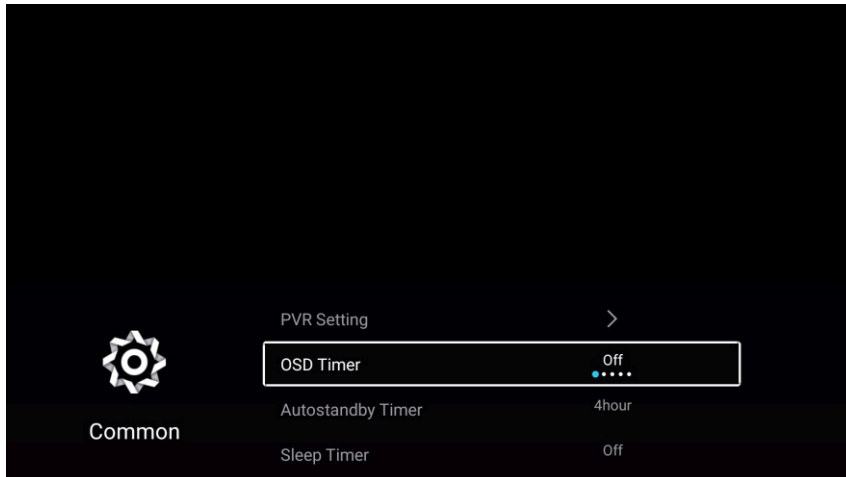 PVR Setting
OSD Timer Off
Autostandby Timer 4hour
Common
Sleep Timer Off